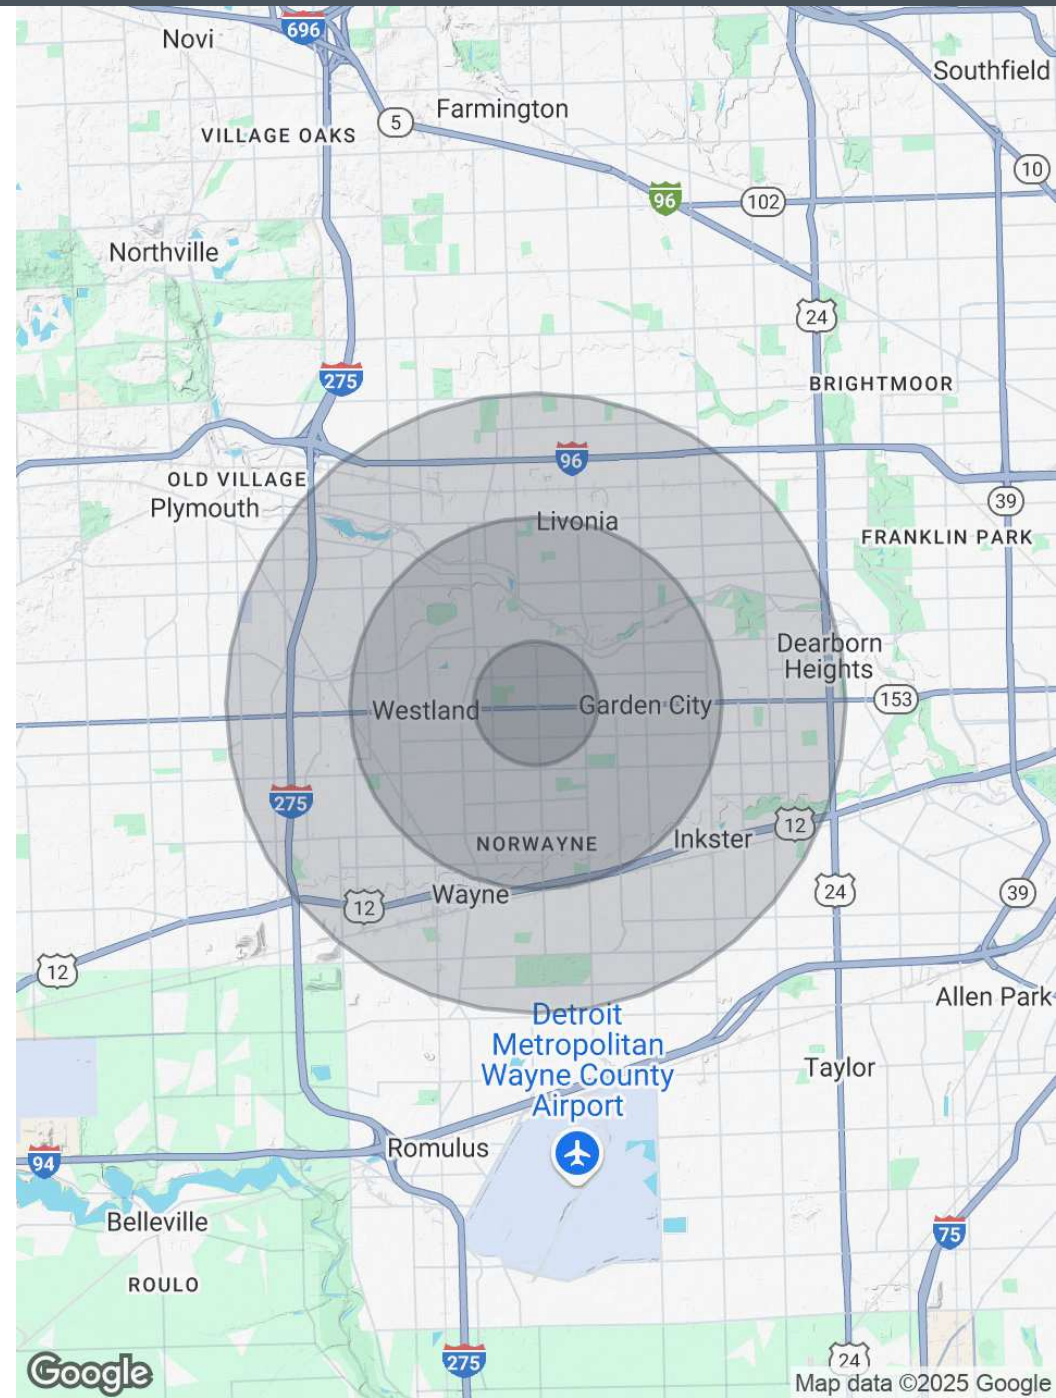 696
Novi
Southfield
Farmington
5
VILLAGE OAKS
10
96
102
Northville
24
275
BRIGHTMOOR
96
OLD VILLAGE
Plymouth
39
Livonia
FRANKLIN PARK
Dearborn
Heights
153
Westland
Garden City
275
12
Inkster
NORWAYNE
24
39
Wayne
12
12
Allen Park
Detroit
Metropolitan
Wayne County
Airport
Taylor
Romulus
94
Belleville
75
ROULO
275
24
Google
Map data ©2025 Google